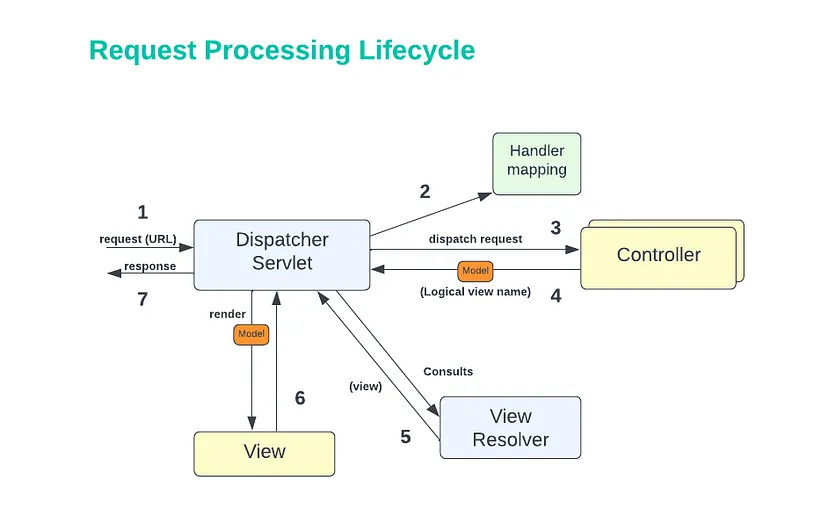 Request Processing Lifecycle
Handler
mapping
2
1
3
request (URL)
Dispatcher
Servlet
dispatch request
Controller
response
Model
7
(Logical view name)
4
render
Model
Consults
(view)
6
5
View
Resolver
View